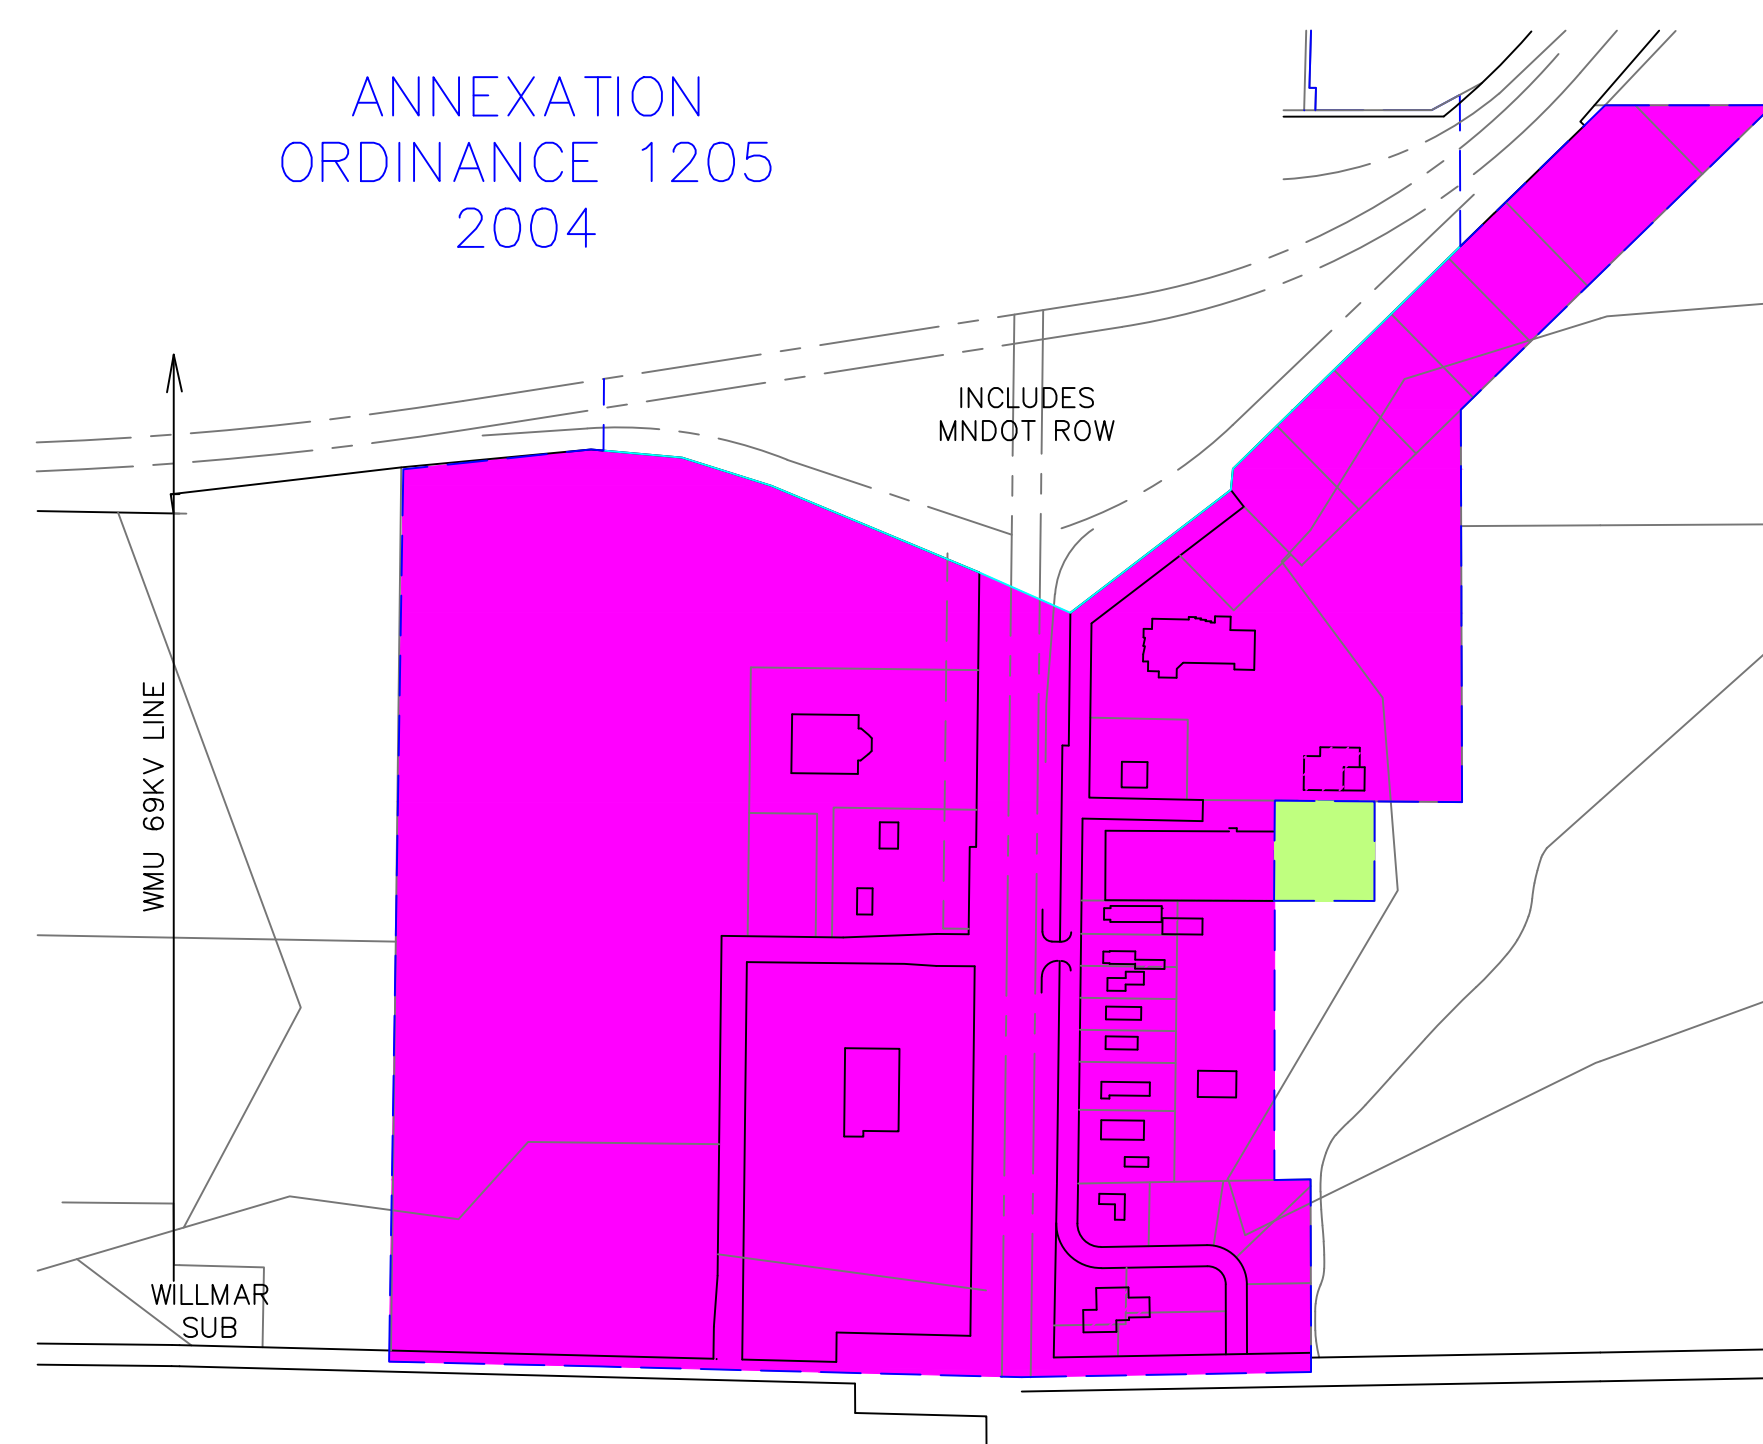 ANNEXATION
ORDINANCE 1205
2004
INCLUDES
MNDOT ROW
WMU 69KV LINE
WILLMAR
SUB